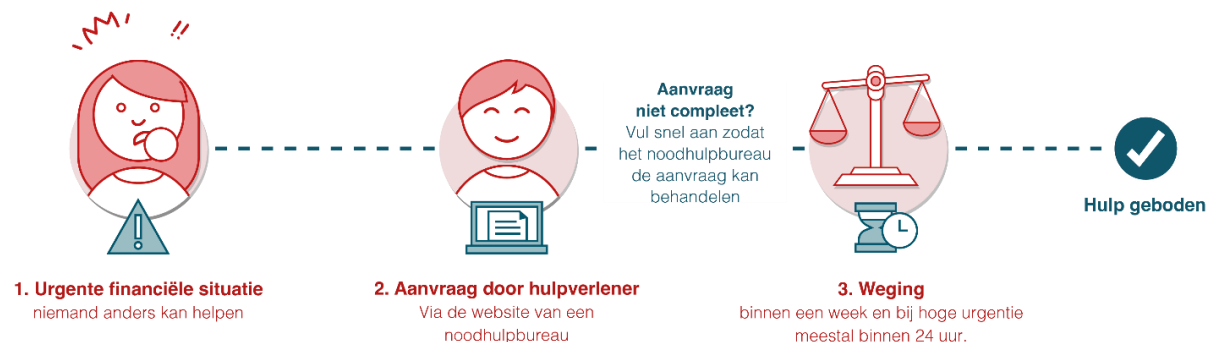 !!
1. Urgente financiële situatie
niemand anders kan helpen
2. Aanvraag door hulpverlener
Via de website van een
noodhulpbureau
Aanvraag
niet compleet?
Vul snel aan zodat
het noodhulpbureau
de aanvraag kan
behandelen
3. Weging
binnen een week en bij hoge urgentie
meestal binnen 24 uur.
Hulp geboden